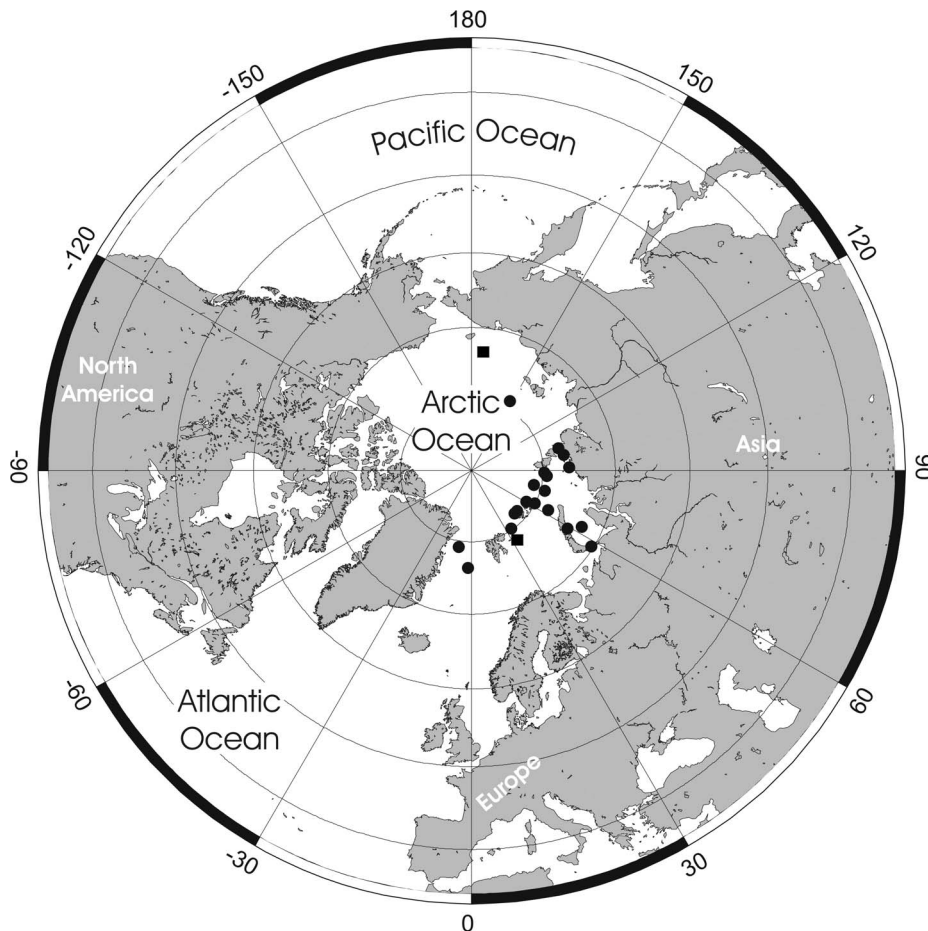 180
-150
150
Pacific Ocean
-120
120
North
America
Arctic
Ocean
Asia
-90
90
-60
60
Atlantic
Ocean
Europe
-30
30
0